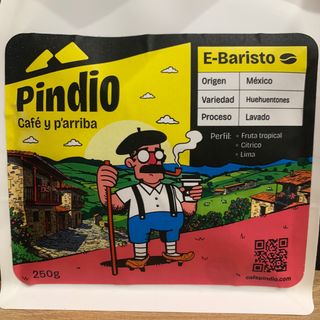 Pindio
Café y p'arriba
E-Baristo
Origen México
Variedad Huehuentones
Proceso Lavado
Perfil: • Fruta tropical
• Cítrico
• Lima
250g
cafepindio.com